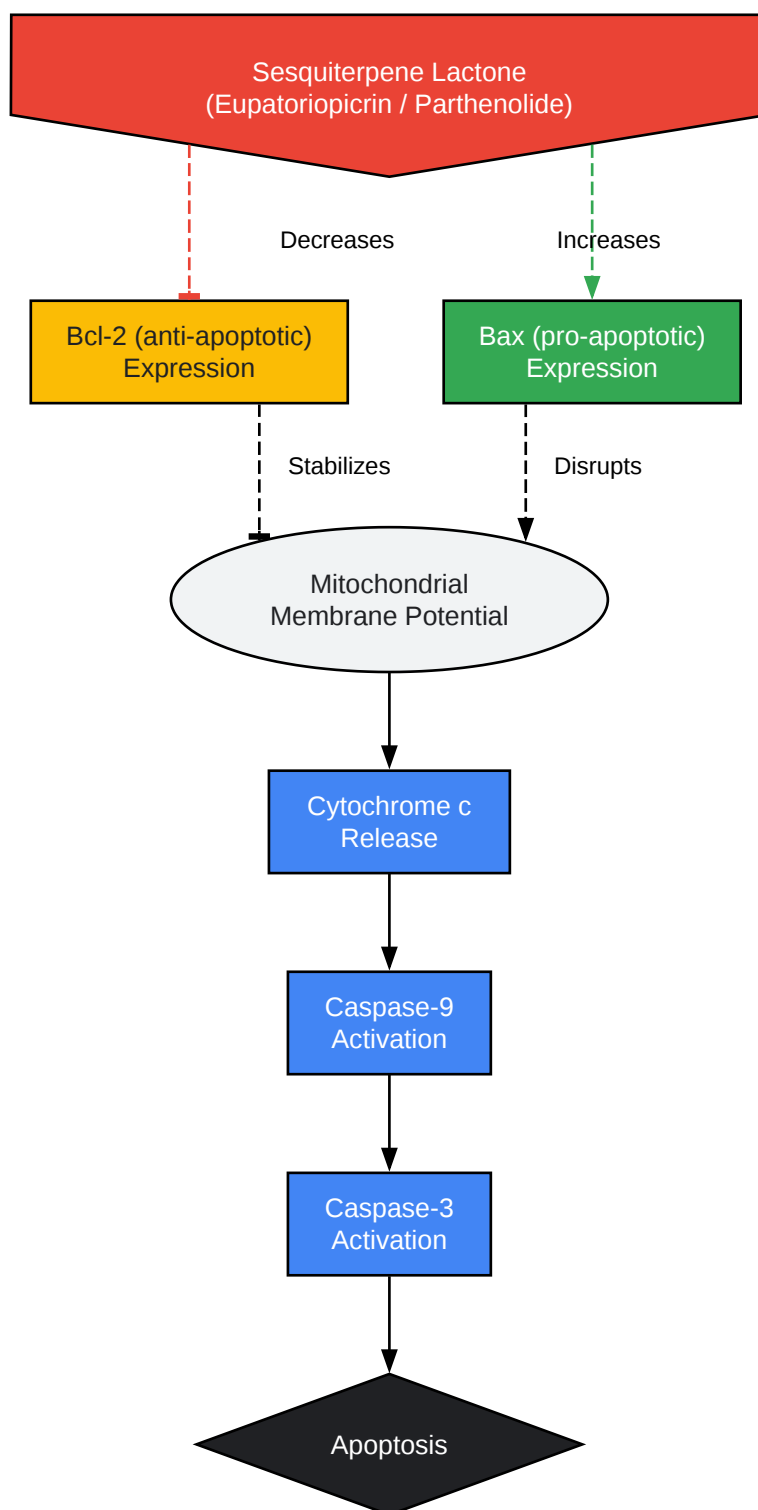 Sesquiterpene Lactone
(Eupatoriopicrin / Parthenolide)
Decreases
Increases
Bcl-2 (anti-apoptotic)
Expression
Bax (pro-apoptotic)
Expression
Stabilizes
Disrupts
Mitochondrial
Membrane Potential
Cytochrome c
Release
Caspase-9
Activation
Caspase-3
Activation
Apoptosis